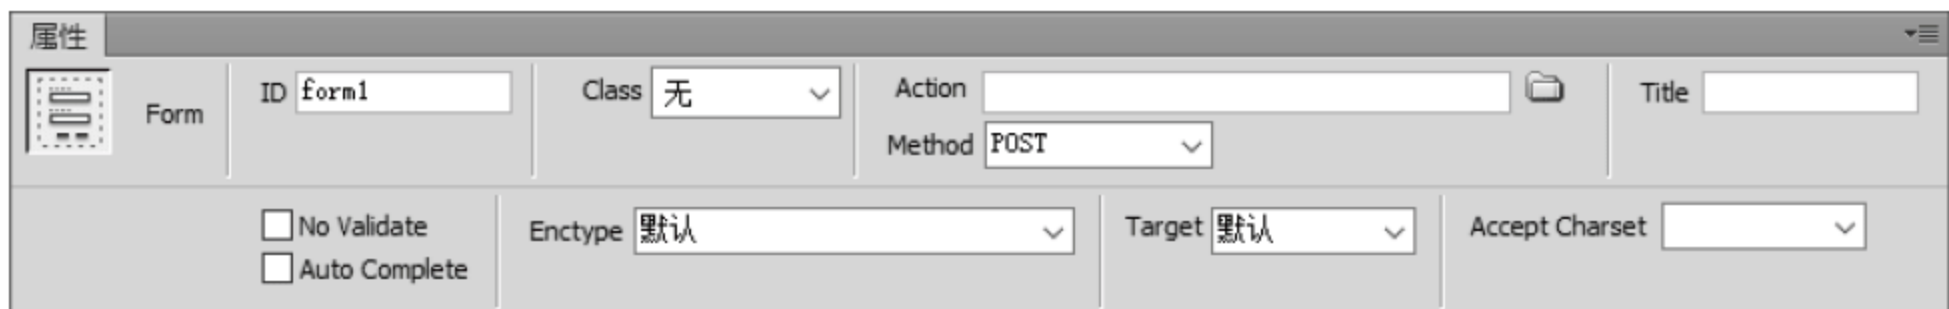 属性
Form
ID form1
Class 无
Action
Method POST
Title
No Validate
Auto Complete
Enctype 默认
Target 默认
Accept Charset